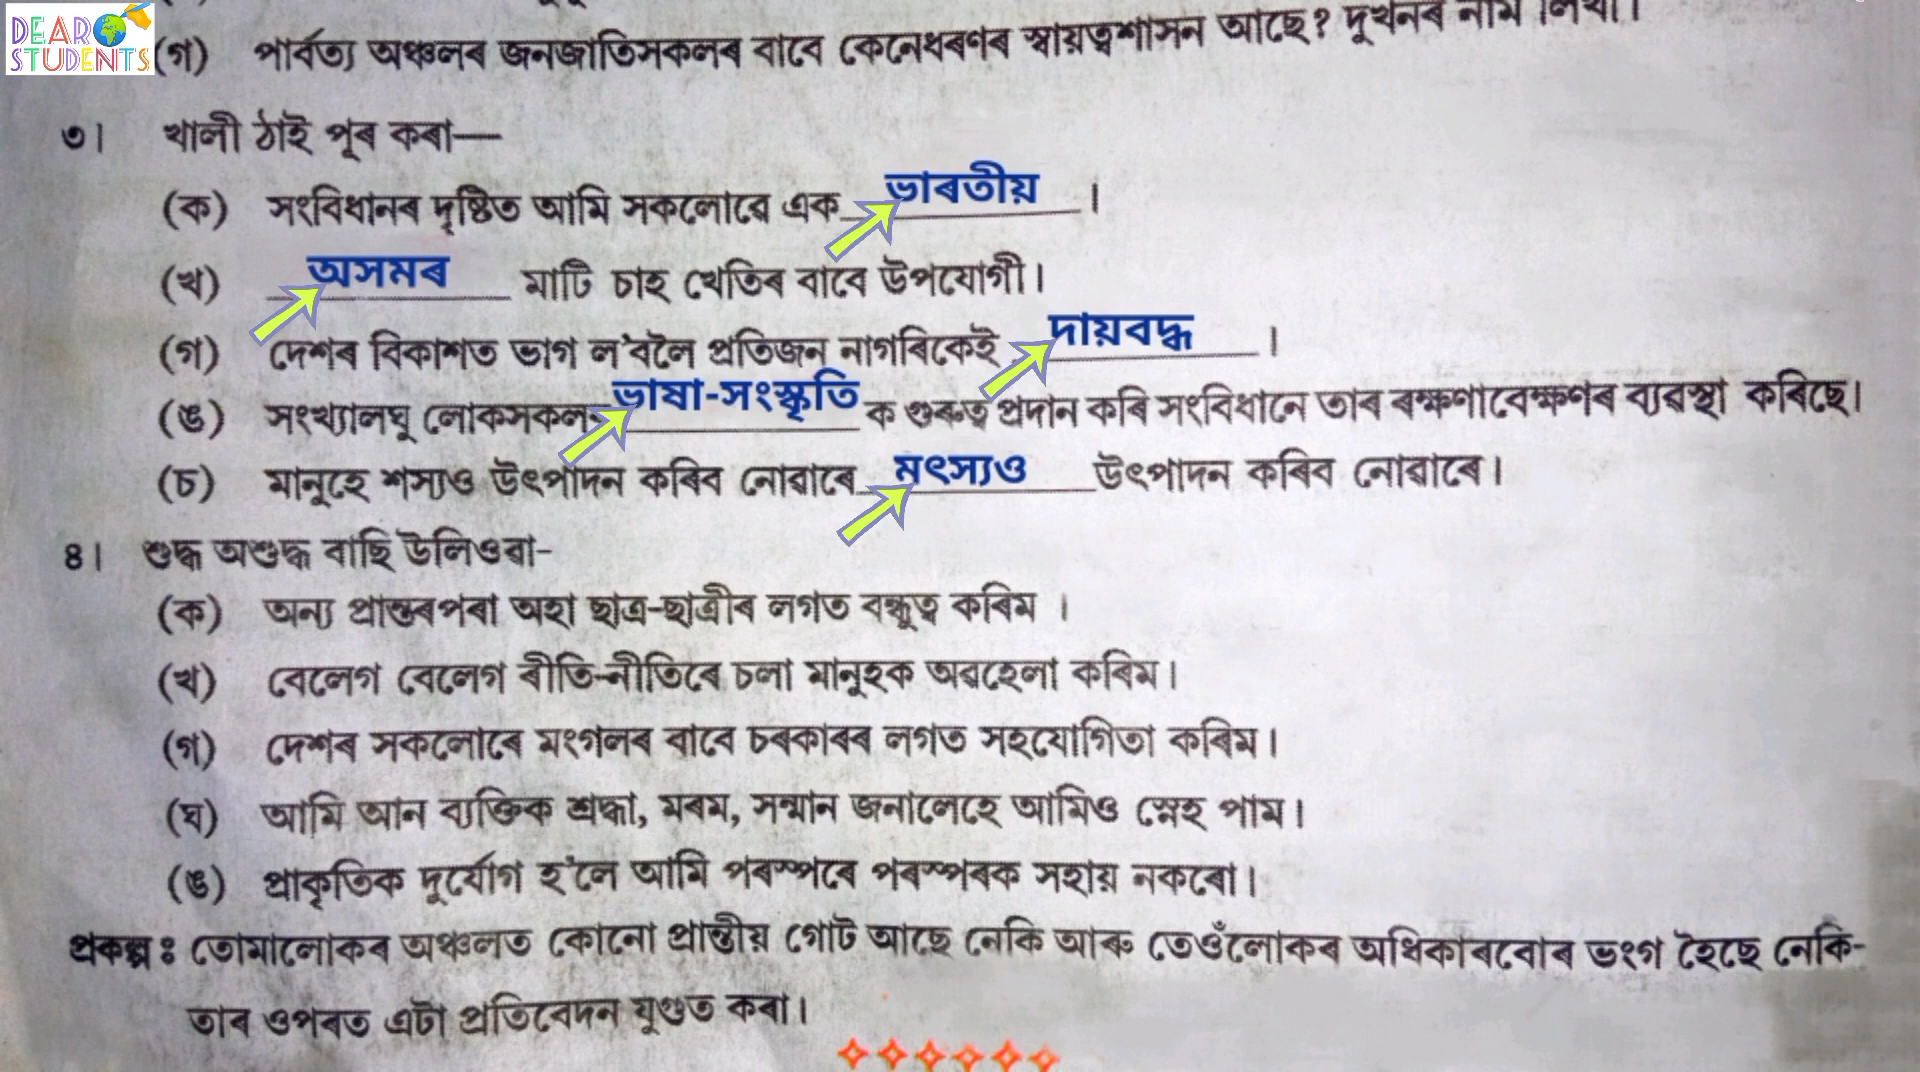 DEAR
STUDENTS
(গ) পাৰ্বত্য অঞ্চলৰ জনজাতিসকলৰ বাবে কেনেধৰণৰ স্বায়ত্বশাসন আছে? দুখনৰ নাম লিখা।
৩। খালী ঠাই পূৰ কৰা—
(ক) সংবিধানৰ দৃষ্টিত আমি সকলোৱে এক ভাৰতীয় ।
(খ) অসমৰ মাটি চাহ খেতিৰ বাবে উপযোগী।
(গ) দেশৰ বিকাশত ভাগ ল'বলৈ প্ৰতিজন নাগৰিকেই দায়বদ্ধ ।
(ঙ) সংখ্যালঘু লোকসকলৰ ভাষা-সংস্কৃতি ক গুৰুত্ব প্ৰদান কৰি সংবিধানে তাৰ ৰক্ষণাবেক্ষণৰ ব্যৱস্থা কৰিছে।
(চ) মানুহে শস্যও উৎপাদন কৰিব নোৱাৰে মৎস্যও উৎপাদন কৰিব নোৱাৰে।
৪। শুদ্ধ অশুদ্ধ বাছি উলিওৱা-
(ক) অন্য প্ৰান্তৰপৰা অহা ছাত্ৰ-ছাত্ৰীৰ লগত বন্ধুত্ব কৰিম ।
(খ) বেলেগ বেলেগ ৰীতি-নীতিৰে চলা মানুহক অৱহেলা কৰিম।
(গ) দেশৰ সকলোৰে মংগলৰ বাবে চৰকাৰৰ লগত সহযোগিতা কৰিম।
(ঘ) আমি আন ব্যক্তিক শ্ৰদ্ধা, মৰম, সন্মান জনালেহে আমিও স্নেহ পাম।
(ঙ) প্ৰাকৃতিক দুৰ্যোগ হ'লে আমি পৰস্পৰে পৰস্পৰক সহায় নকৰো।
প্ৰকল্প ঃ তোমালোকৰ অঞ্চলত কোনো প্ৰান্তীয় গোট আছে নেকি আৰু তেওঁলোকৰ অধিকাৰবোৰ ভংগ হৈছে নেকি-
তাৰ ওপৰত এটা প্ৰতিবেদন যুগুত কৰা।